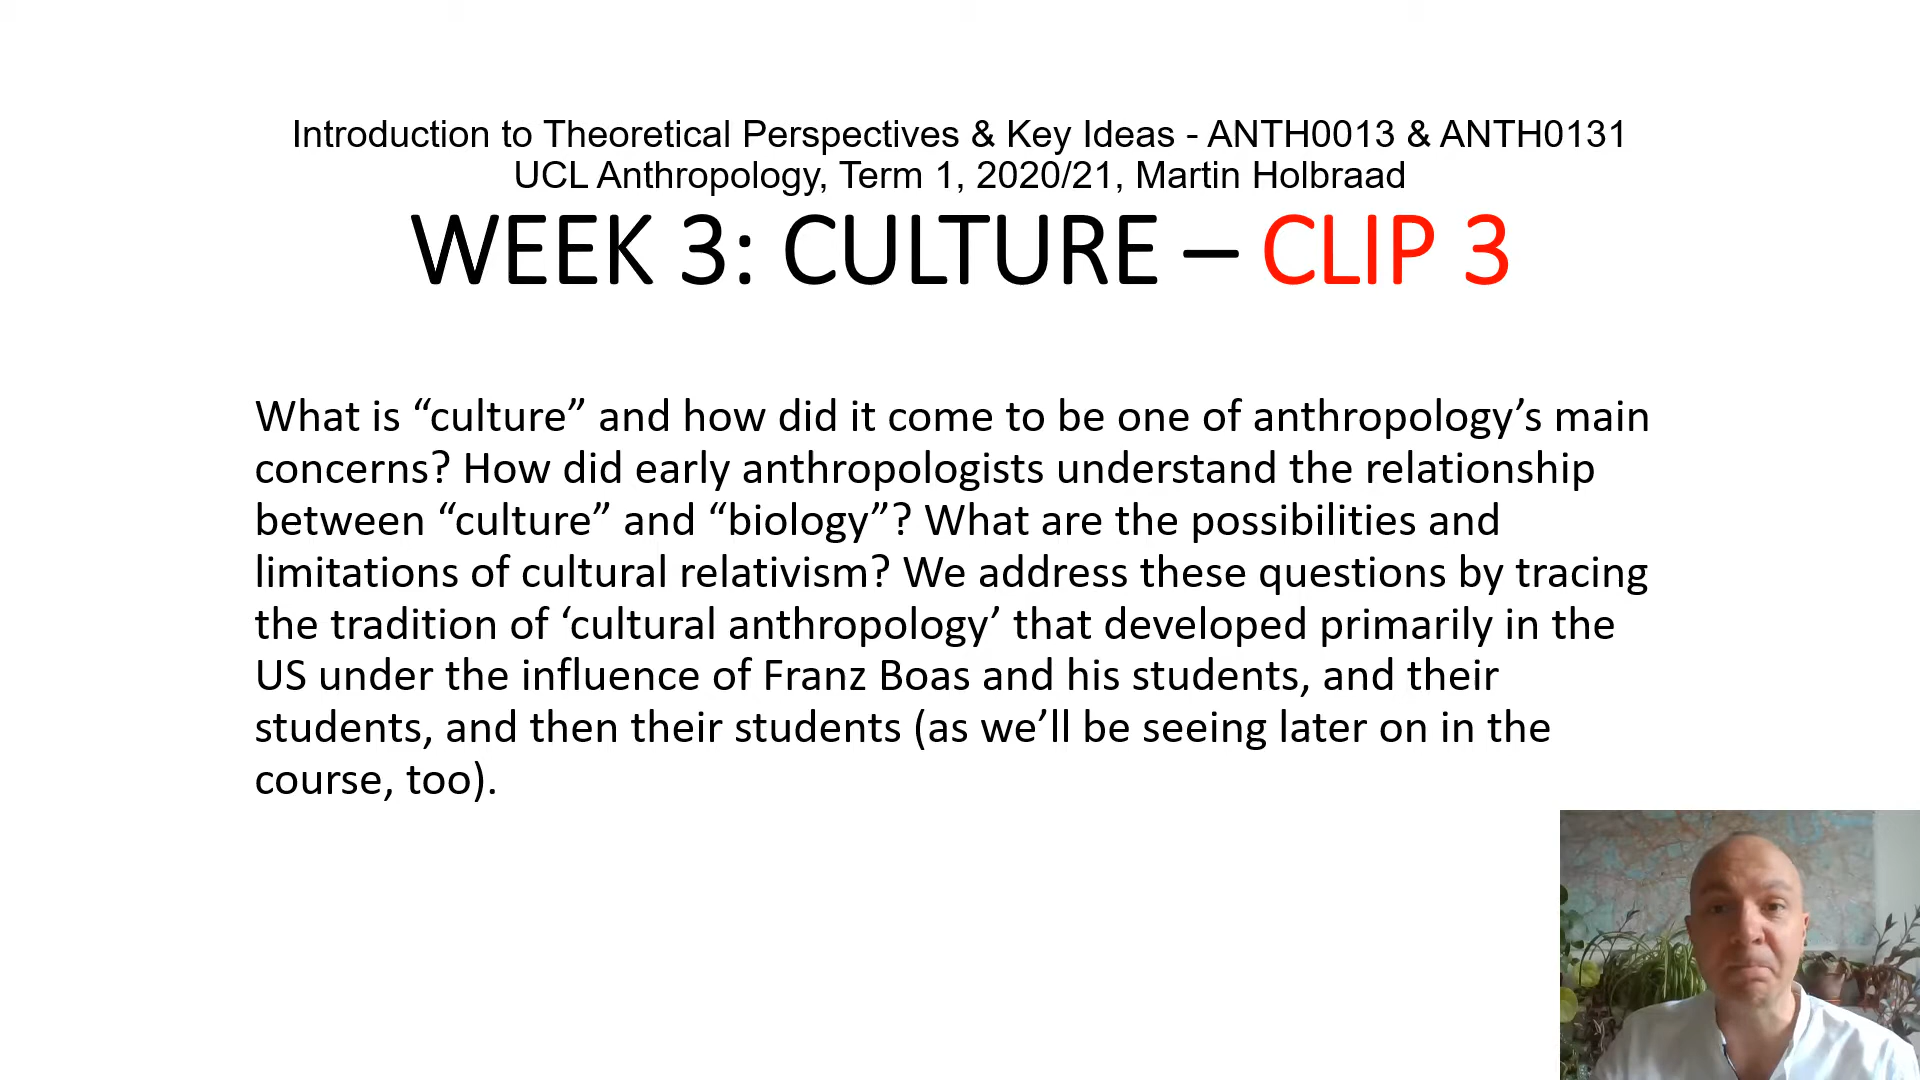 Introduction to Theoretical Perspectives & Key Ideas - ANTH0013 & ANTH0131
UCL Anthropology, Term 1, 2020/21, Martin Holbraad
WEEK 3: CULTURE – CLIP 3
What is “culture” and how did it come to be one of anthropology’s main
concerns? How did early anthropologists understand the relationship
between “culture” and “biology”? What are the possibilities and
limitations of cultural relativism? We address these questions by tracing
the tradition of ‘cultural anthropology’ that developed primarily in the
US under the influence of Franz Boas and his students, and their
students, and then their students (as we’ll be seeing later on in the
course, too).